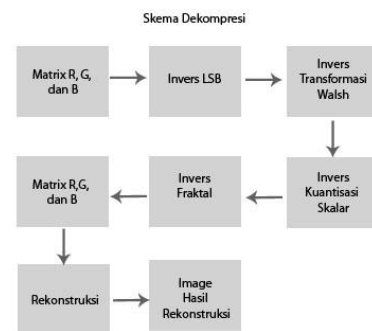 Skema Dekompresi
Matrix R, G,
dan B
Invers LSB
Invers
Transformasi
Walsh
Invers
Kuantisasi
Skalar
Invers
Fraktal
Matrix R,G,
dan B
Rekonstruksi
Image
Hasil
Rekonstruksi